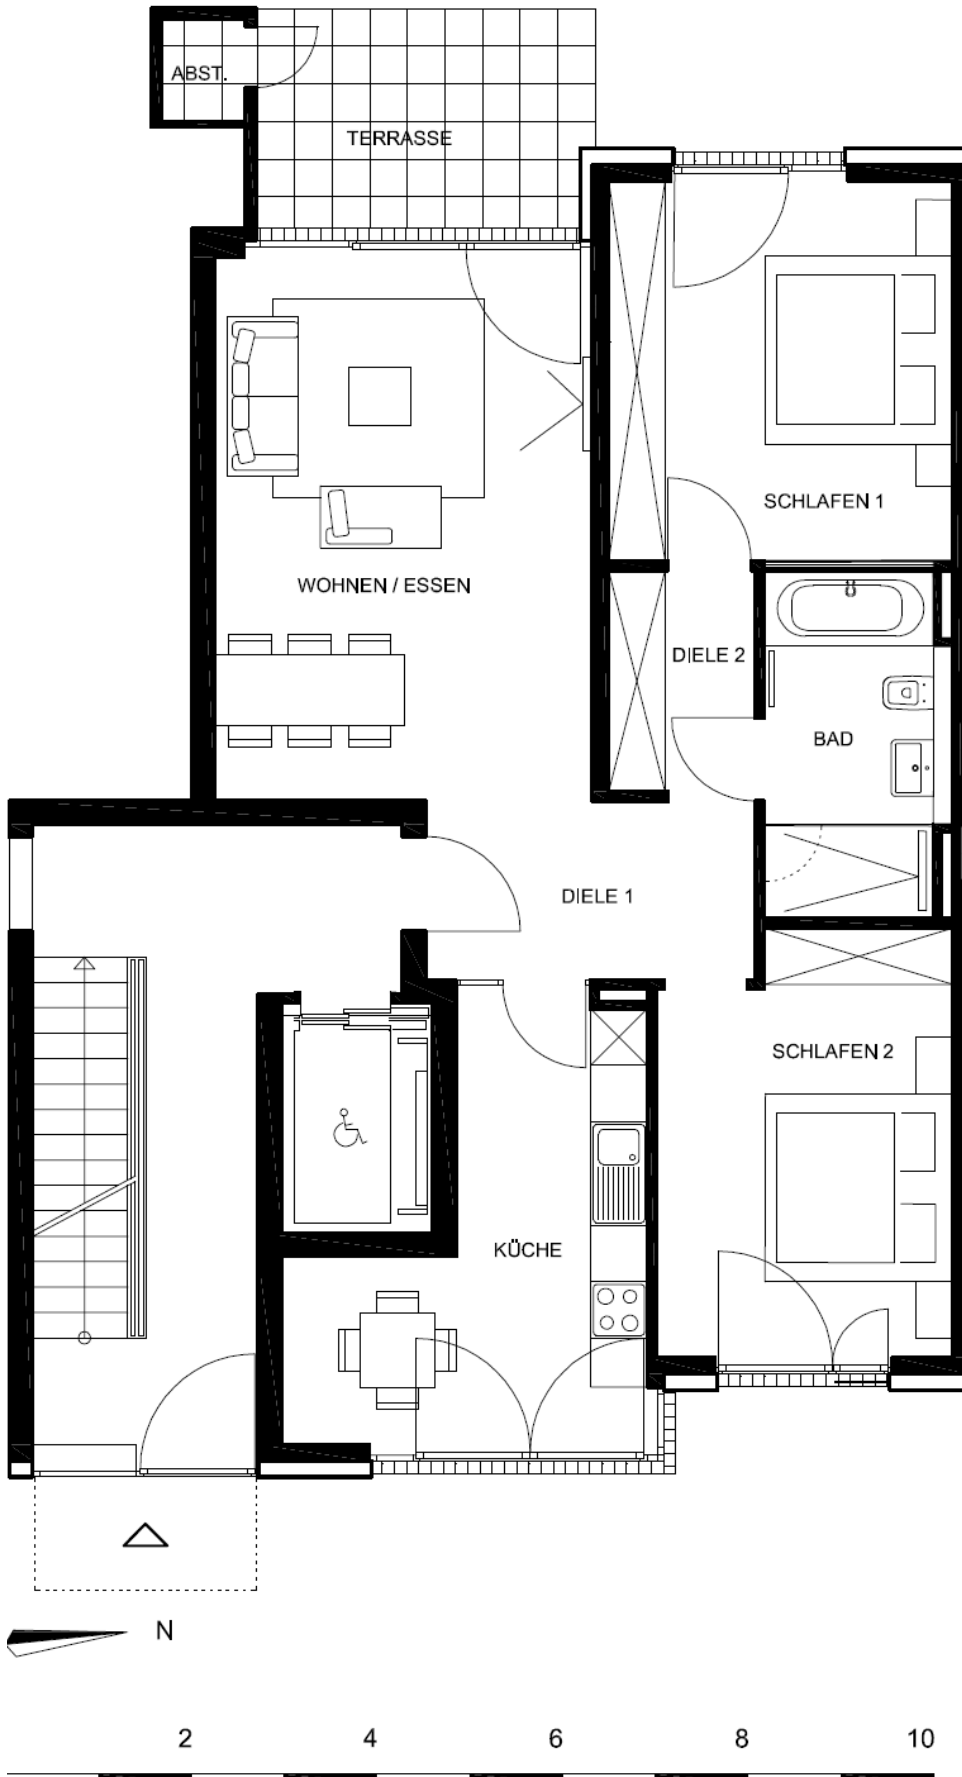 ABST.
TERRASSE
SCHLAFEN 1
WOHNEN / ESSEN
DIELE 2
BAD
DIELE 1
SCHLAFEN 2
KÜCHE
N
2 4 6 8 10